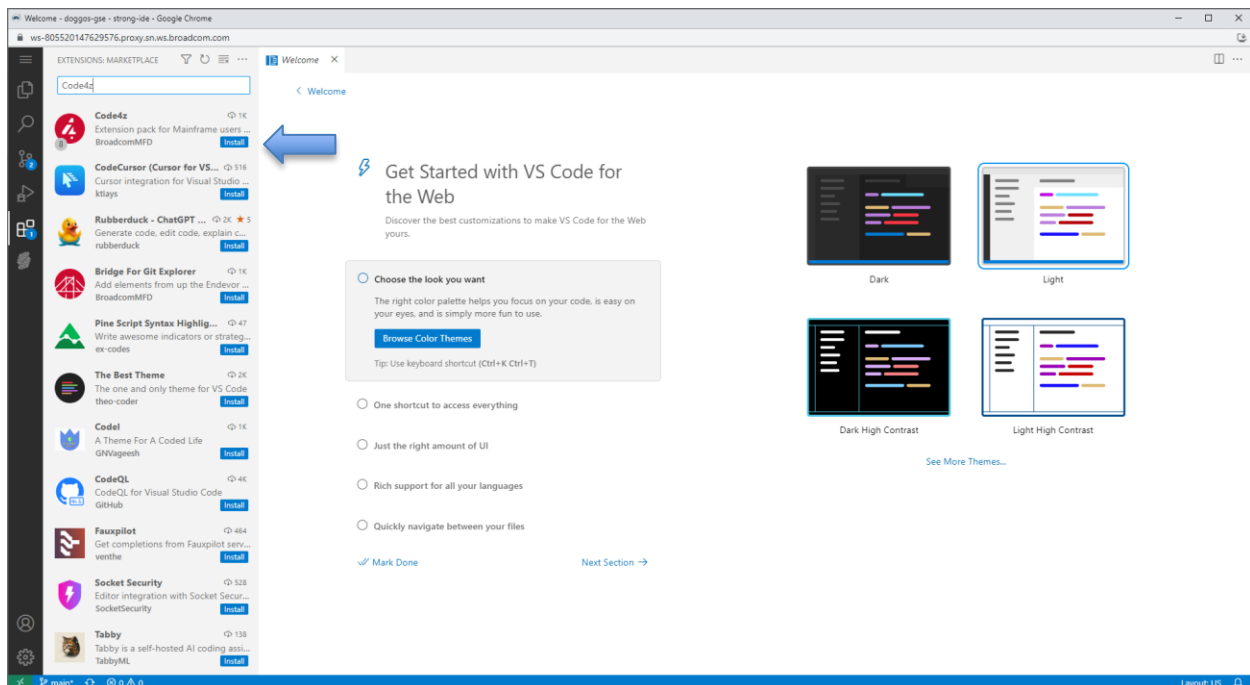 Welcome - doggos-gse - strong-ide - Google Chrome
ws-805520147629576.proxy.sn.ws.broadcom.com
EXTENSIONS: MARKETPLACE
Code4z
Code4z 1K
Extension pack for Mainframe users ...
BroadcomMFD Install
8
CodeCursor (Cursor for VS... 516
Cursor integration for Visual Studio ...
ktiays Install
Rubberduck - ChatGPT ... 2K ★ 5
Generate code, edit code, explain c...
rubberduck Install
Bridge For Git Explorer 1K
Add elements from up the Endevor ...
BroadcomMFD Install
Pine Script Syntax Highlig... 47
Write awesome indicators or strateg...
ex-codes Install
The Best Theme 2K
The one and only theme for VS Code
theo-coder Install
Codel 1K
A Theme For A Coded Life
GNVageesh Install
CodeQL 4K
CodeQL for Visual Studio Code
GitHub Install
Fauxpilot 464
Get completions from Fauxpilot serv...
venthe Install
Socket Security 528
Editor integration with Socket Secur...
SocketSecurity Install
Tabby 138
Tabby is a self-hosted AI coding assi...
TabbyML Install
2
1
Welcome
Welcome
Get Started with VS Code for
the Web
Discover the best customizations to make VS Code for the Web
yours.
Choose the look you want
The right color palette helps you focus on your code, is easy on
your eyes, and is simply more fun to use.
Browse Color Themes
Tip: Use keyboard shortcut (Ctrl+K Ctrl+T)
One shortcut to access everything
Just the right amount of UI
Rich support for all your languages
Quickly navigate between your files
Mark Done
Next Section →
Dark
Light
Dark High Contrast
Light High Contrast
See More Themes...
main* 0 0
Layout: US